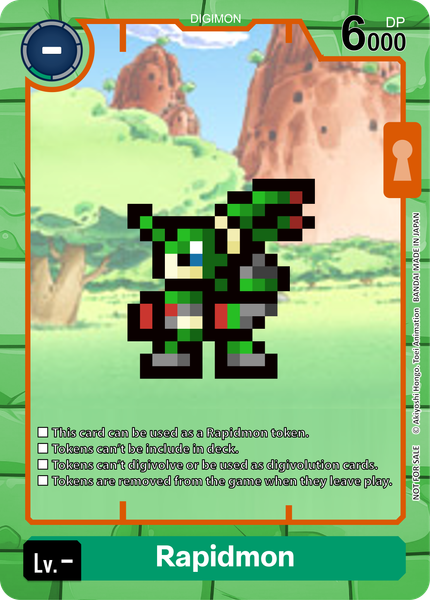 DIGIMON
-
DP
6000
☐ This card can be used as a Rapidmon token.
☐ Tokens can't be include in deck.
☐ Tokens can't digivolve or be used as digivolution cards.
☐ Tokens are removed from the game when they leave play.
NOT FOR SALE © Akiyoshi Hongo, Toei Animation BANDAI MADE IN JAPAN
Lv.-
Rapidmon